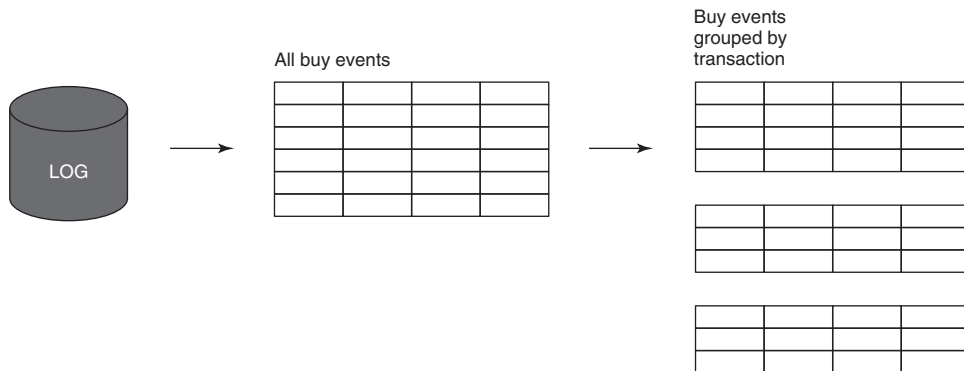 LOG
All buy events
Buy events
grouped by
transaction